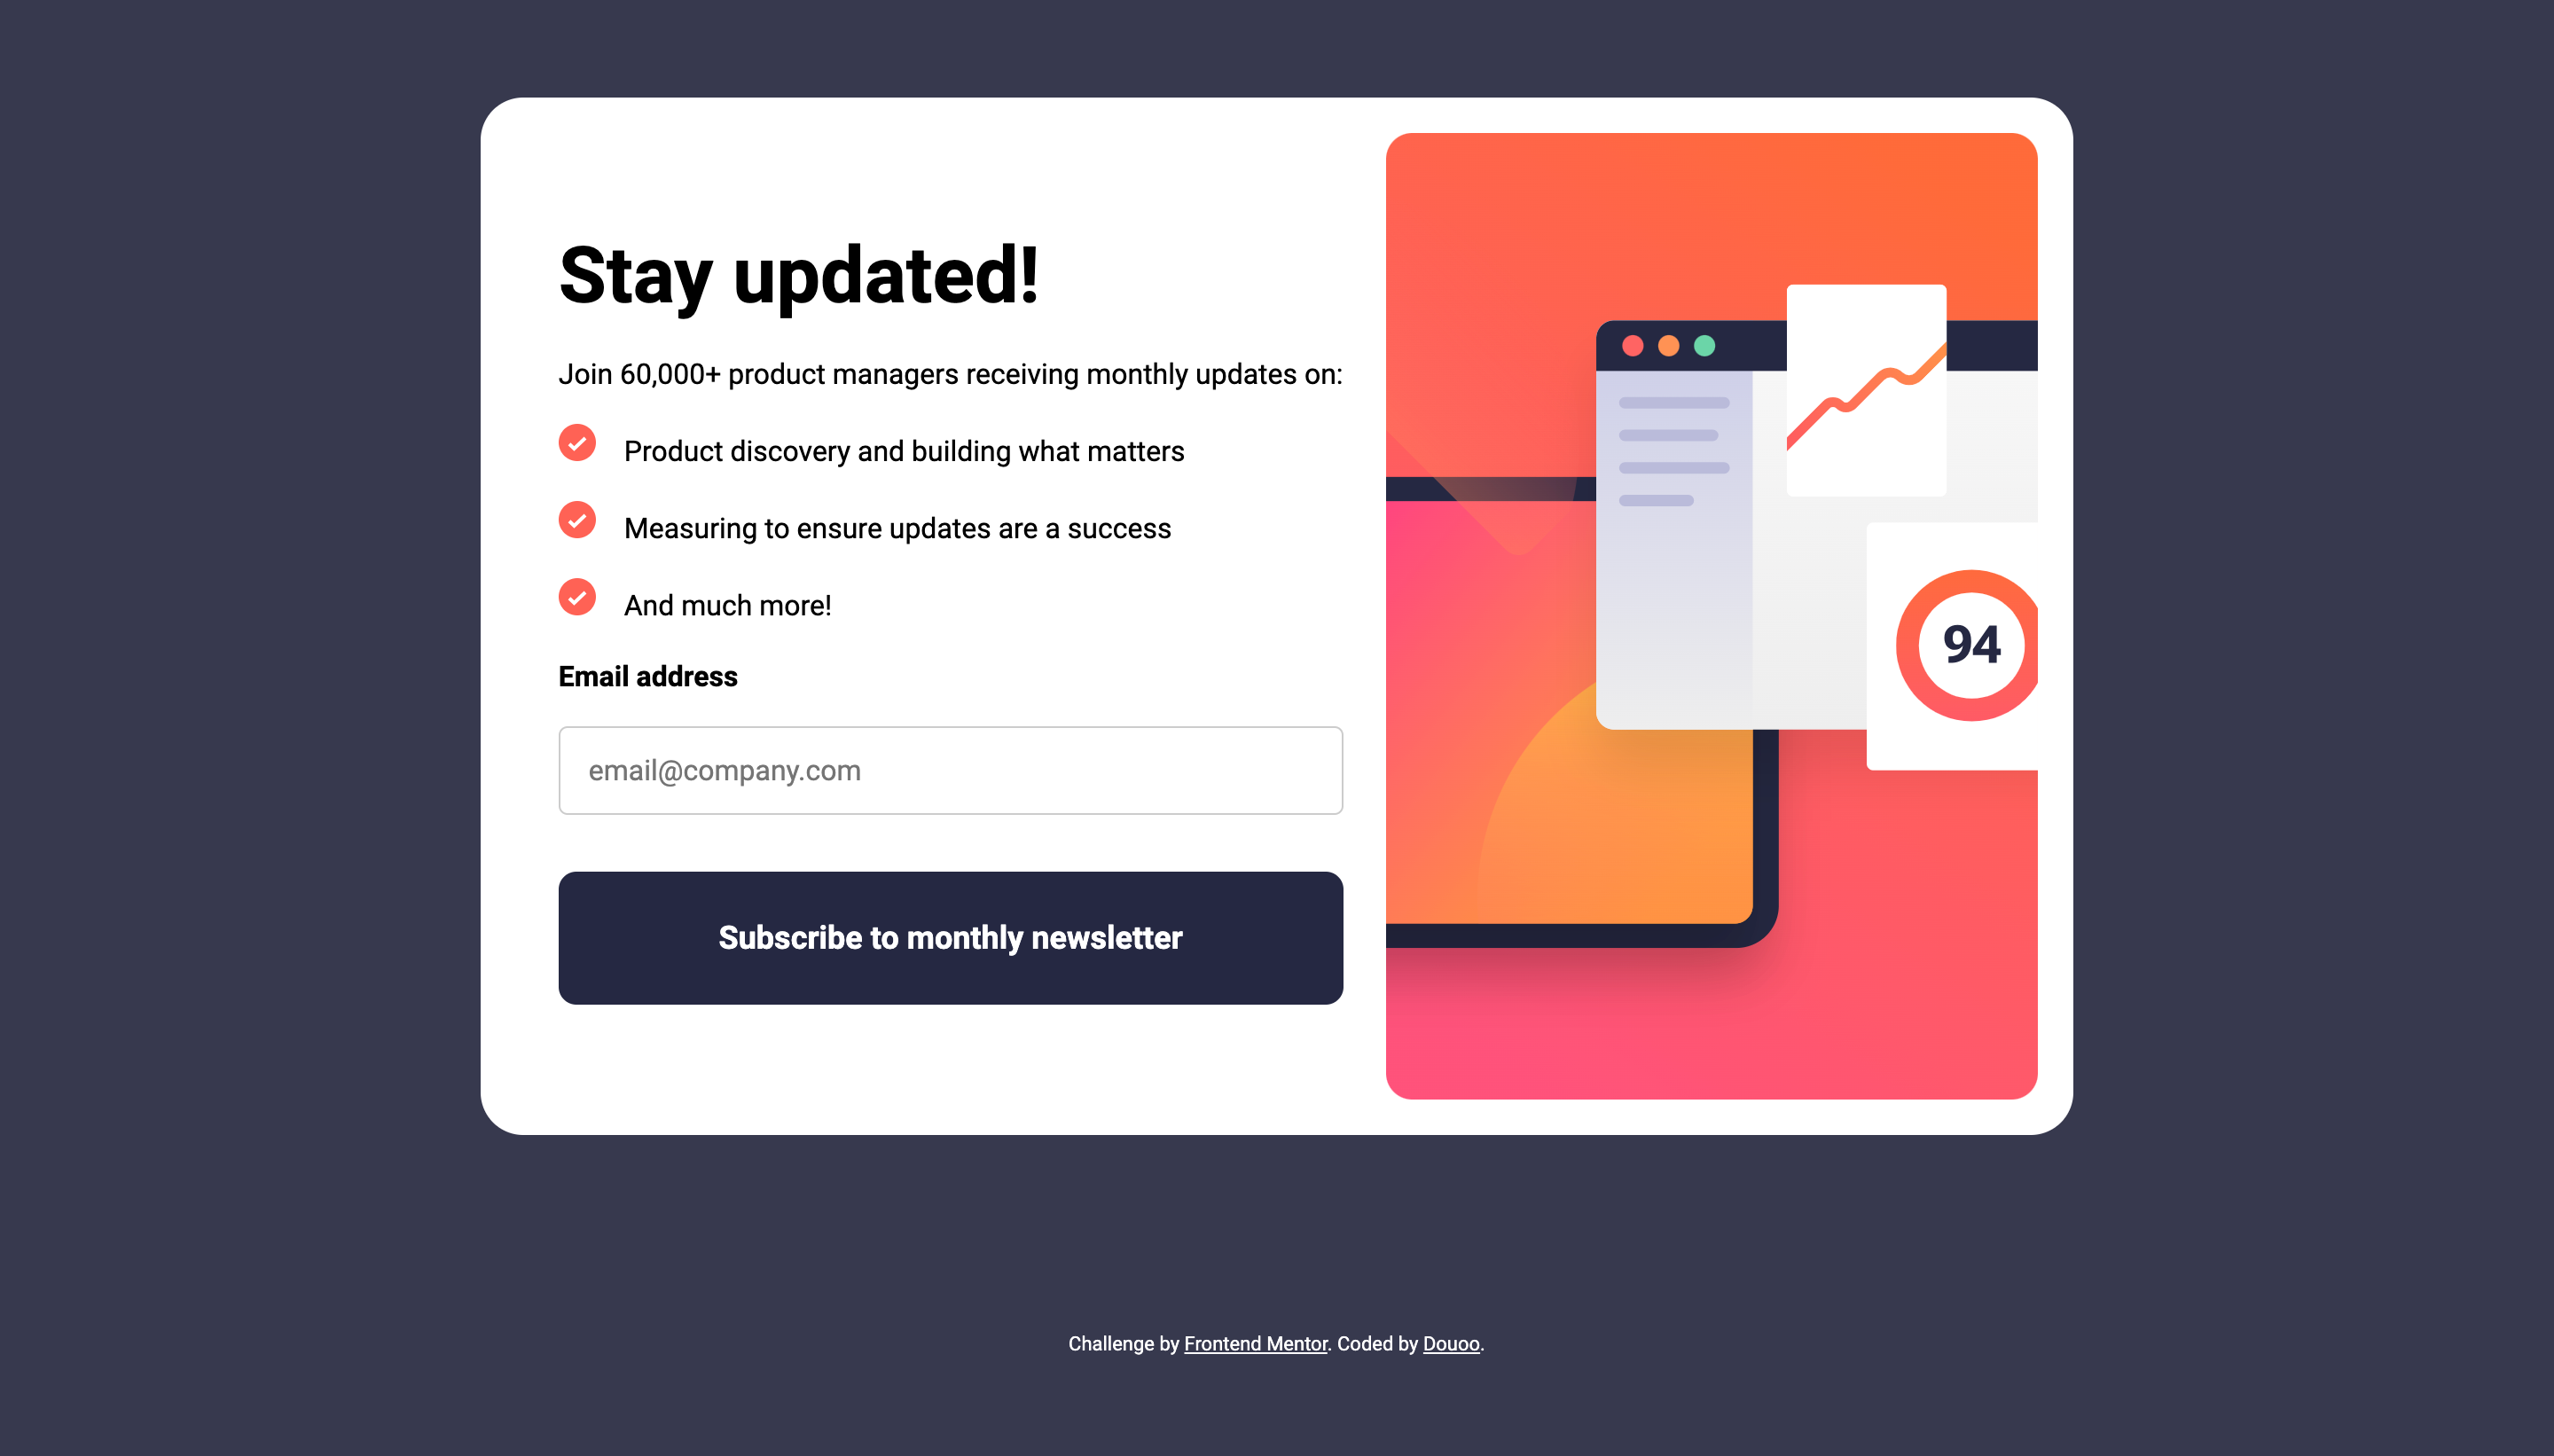 Stay updated!
Join 60,000+ product managers receiving monthly updates on:
Product discovery and building what matters
Measuring to ensure updates are a success
And much more!
Email address
email@company.com
Subscribe to monthly newsletter
94
Challenge by Frontend Mentor. Coded by Douoo.